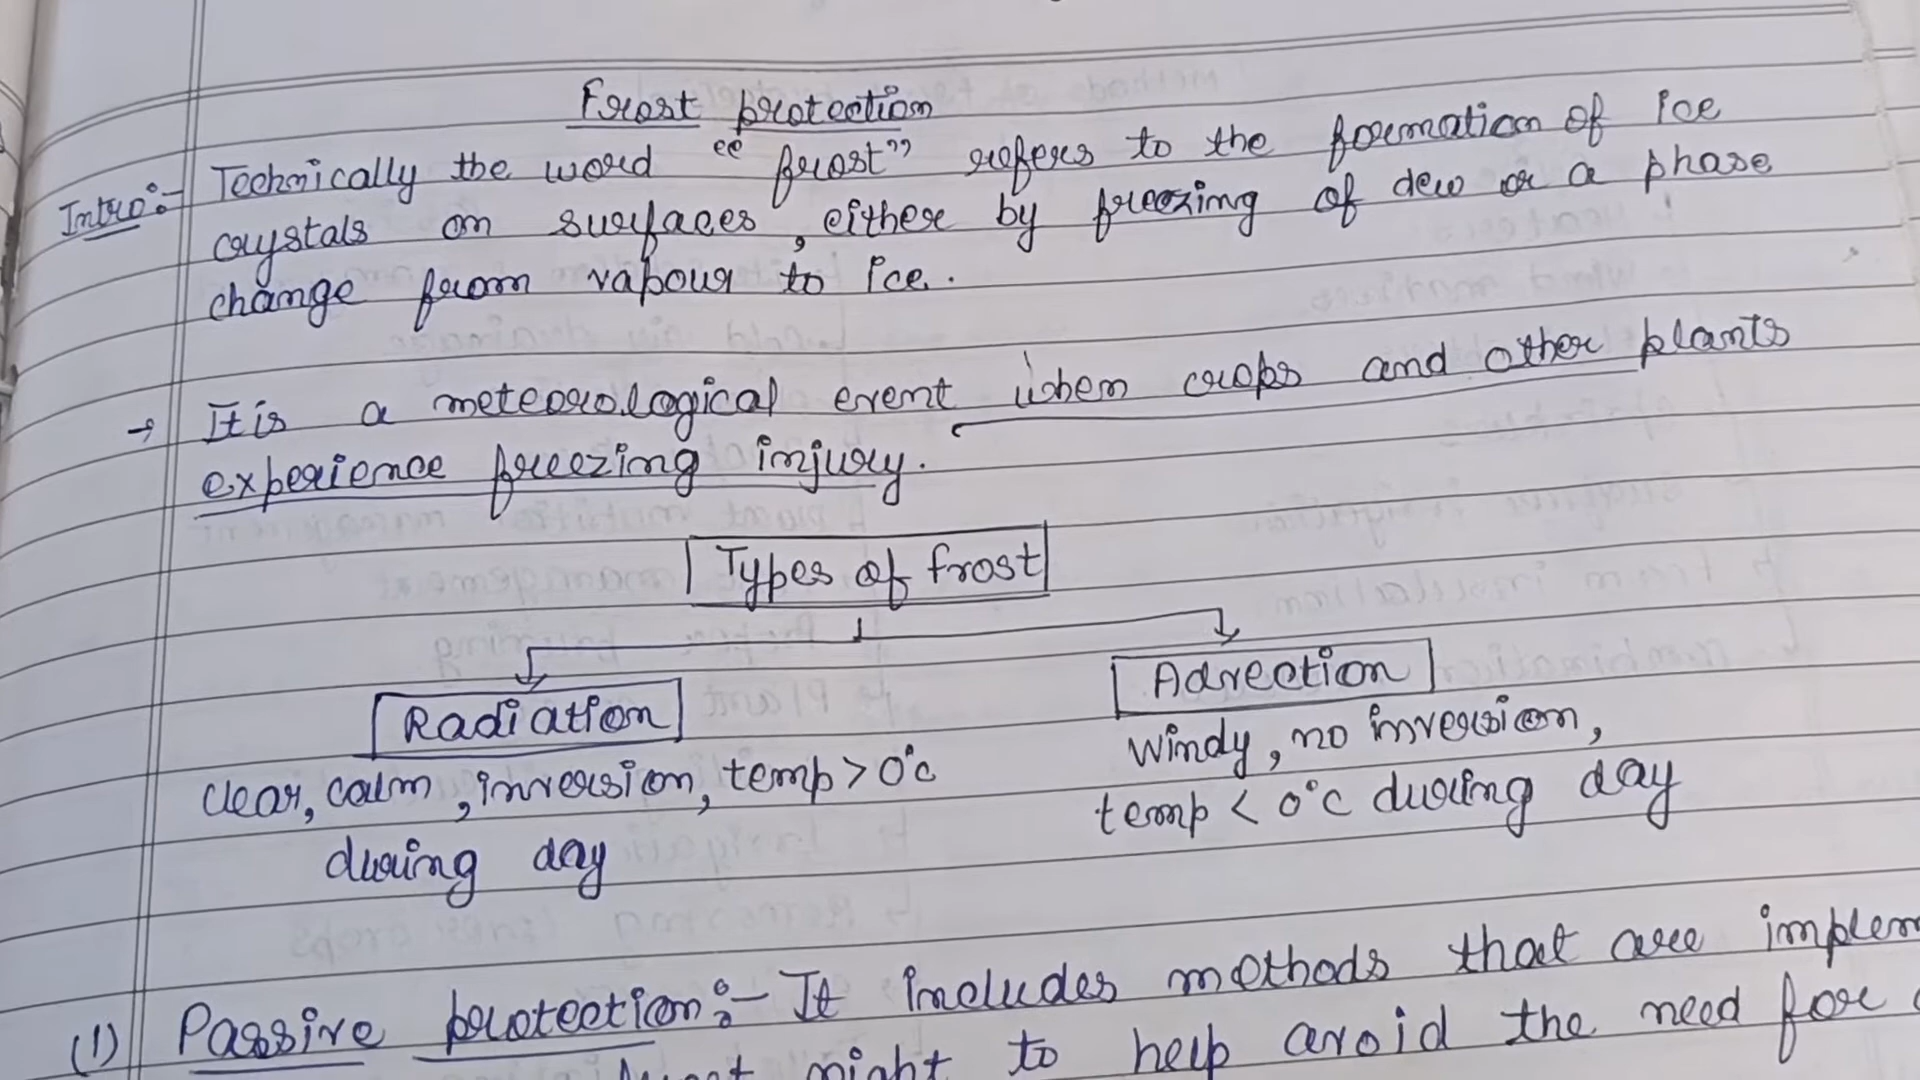 Frost protection
Intro:- Technically the word "frost" refers to the formation of ice
crystals on surfaces, either by freezing of dew or a phase
change from vapour to ice.
→ It is a meteorological event when crops and other plants
experience freezing injury.
Types of frost
Radiation
Clear, calm, inversion, temp > 0°c
during day
Advection
Windy, no inversion,
temp < 0°c during day
(1) Passive protection:- It includes methods that are implem
night to help avoid the need for